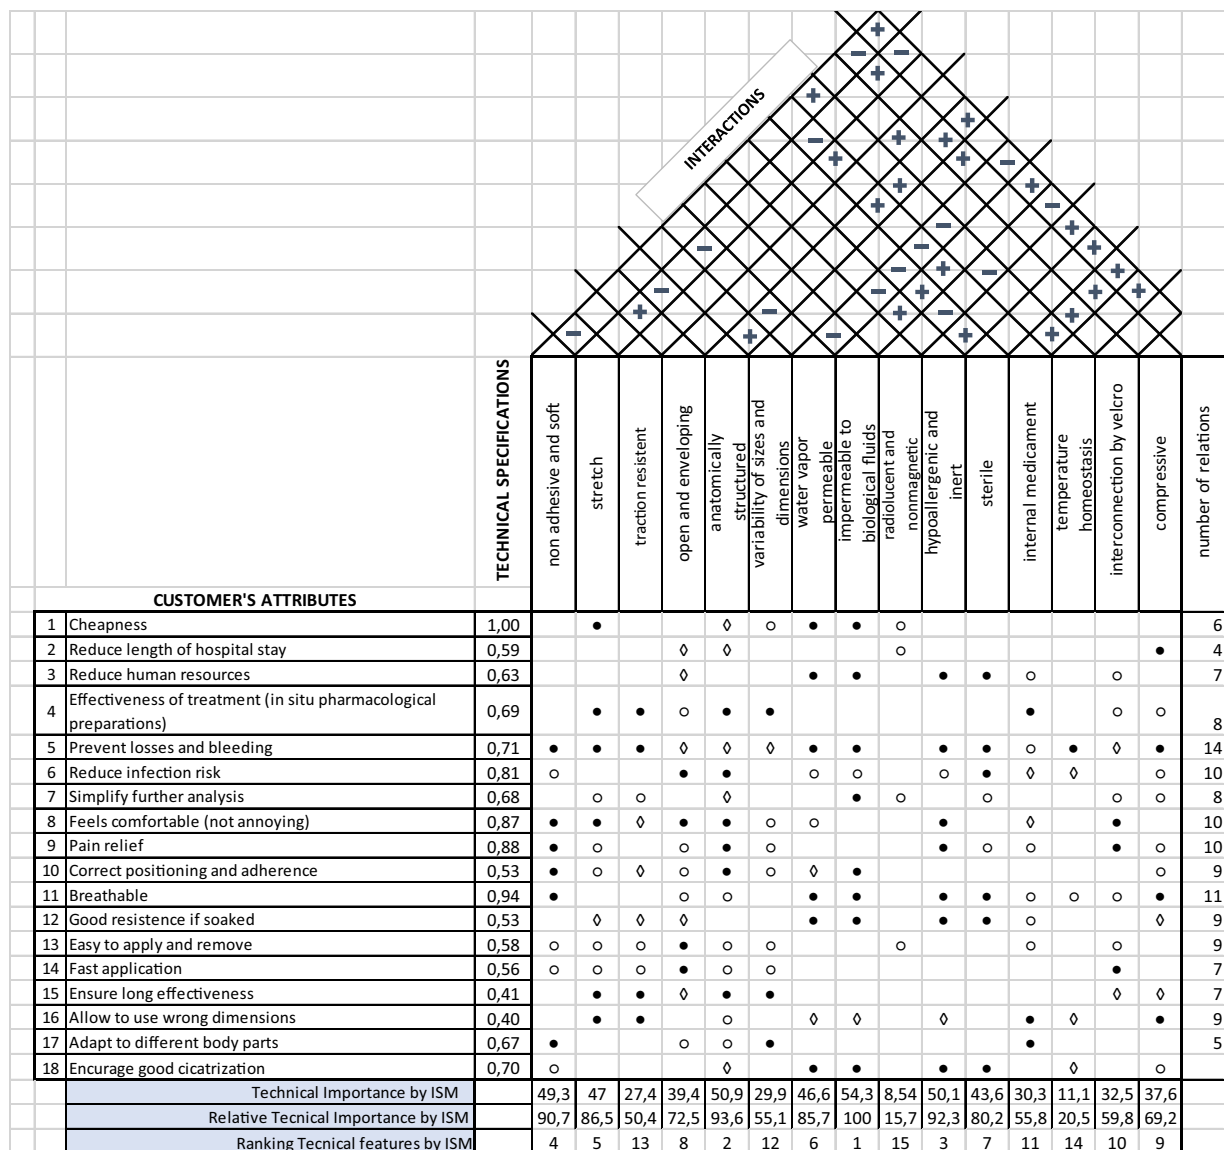 INTERACTIONS
TECHNICAL SPECIFICATIONS
non adhesive and soft
stretch
traction resistent
open and enveloping
anatomically
structured
variability of sizes and
dimensions
water vapor
permeable
impermeable to
biological fluids
radiolucent and
nonmagnetic
hypoallergenic and
inert
sterile
internal medicament
temperature
homeostasis
interconnection by velcro
compressive
number of relations
CUSTOMER'S ATTRIBUTES
1 Cheapness 1,00 ● ◊ ○ ● ● ○ 6
2 Reduce length of hospital stay 0,59 ◊ ◊ ○ ● 4
3 Reduce human resources 0,63 ◊ ● ● ● ● ○ ○ 7
4 Effectiveness of treatment (in situ pharmacological
preparations) 0,69 ● ● ○ ● ● ● ○ ○ 8
5 Prevent losses and bleeding 0,71 ● ● ● ◊ ◊ ◊ ● ● ● ● ○ ● ◊ ● 14
6 Reduce infection risk 0,81 ○ ● ● ○ ○ ○ ● ◊ ◊ ○ 10
7 Simplify further analysis 0,68 ○ ○ ◊ ● ○ ○ ○ ○ 8
8 Feels comfortable (not annoying) 0,87 ● ● ◊ ● ● ○ ○ ● ◊ ● 10
9 Pain relief 0,88 ● ○ ○ ● ○ ● ○ ○ ● ○ 10
10 Correct positioning and adherence 0,53 ● ○ ◊ ○ ● ○ ◊ ● ○ 9
11 Breathable 0,94 ● ○ ○ ● ● ● ● ○ ○ ○ ● 11
12 Good resistence if soaked 0,53 ◊ ◊ ◊ ● ● ● ● ○ ◊ 9
13 Easy to apply and remove 0,58 ○ ○ ○ ● ○ ○ ○ ○ ○ 9
14 Fast application 0,56 ○ ○ ○ ● ○ ○ ● 7
15 Ensure long effectiveness 0,41 ● ● ◊ ● ● ◊ ◊ 7
16 Allow to use wrong dimensions 0,40 ● ● ○ ◊ ◊ ◊ ● ◊ ● 9
17 Adapt to different body parts 0,67 ● ○ ○ ● ● 5
18 Encurage good cicatrization 0,70 ○ ◊ ● ● ● ● ◊ ○
Technical Importance by ISM 49,3 47 27,4 39,4 50,9 29,9 46,6 54,3 8,54 50,1 43,6 30,3 11,1 32,5 37,6
Relative Tecnical Importance by ISM 90,7 86,5 50,4 72,5 93,6 55,1 85,7 100 15,7 92,3 80,2 55,8 20,5 59,8 69,2
Ranking Tecnical features by ISM 4 5 13 8 2 12 6 1 15 3 7 11 14 10 9